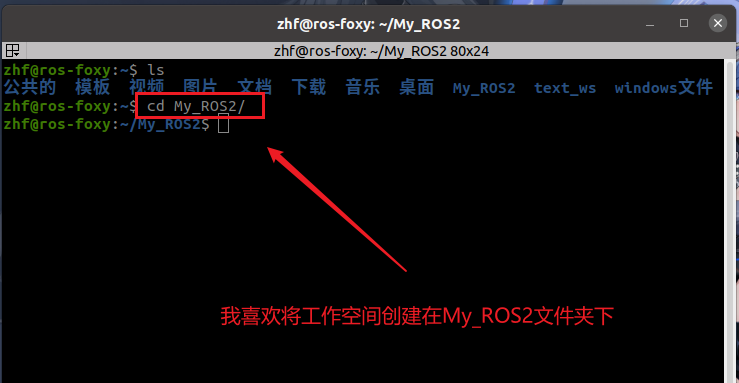 zhf@ros-foxy: ~/My_ROS2
zhf@ros-foxy: ~/My_ROS2 80x24
zhf@ros-foxy:~$ ls
公共的 模板 视频 图片 文档 下载 音乐 桌面 My_ROS2 text_ws windows文件
zhf@ros-foxy:~$ cd My_ROS2/
zhf@ros-foxy:~/My_ROS2$
我喜欢将工作空间创建在My_ROS2文件夹下